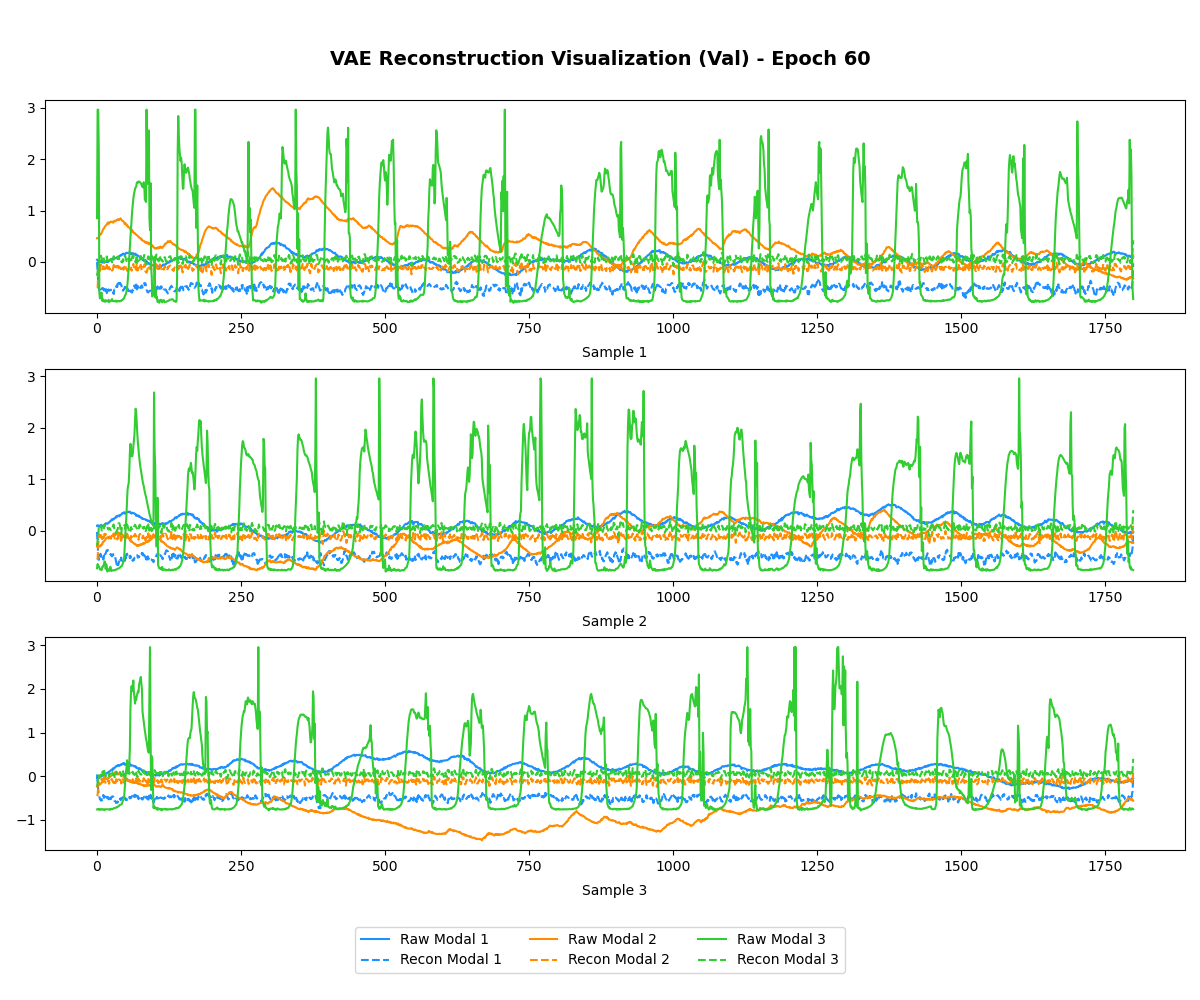 VAE Reconstruction Visualization (Val) - Epoch 60
3
2
1
0
0 250 500 750 1000 1250 1500 1750
Sample 1
3
2
1
0
0 250 500 750 1000 1250 1500 1750
Sample 2
3
2
1
0
−1
0 250 500 750 1000 1250 1500 1750
Sample 3
Raw Modal 1 Raw Modal 2 Raw Modal 3
Recon Modal 1 Recon Modal 2 Recon Modal 3